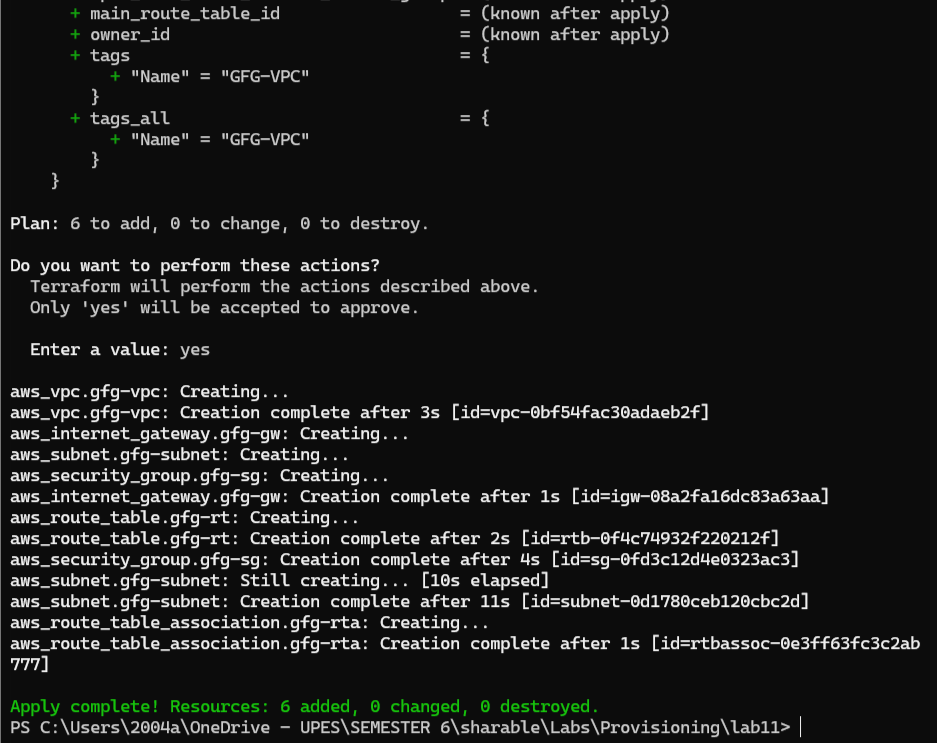 + main_route_table_id = (known after apply)
+ owner_id = (known after apply)
+ tags = {
+ "Name" = "GFG-VPC"
}
+ tags_all = {
+ "Name" = "GFG-VPC"
}
}
Plan: 6 to add, 0 to change, 0 to destroy.
Do you want to perform these actions?
Terraform will perform the actions described above.
Only 'yes' will be accepted to approve.
Enter a value: yes
aws_vpc.gfg-vpc: Creating...
aws_vpc.gfg-vpc: Creation complete after 3s [id=vpc-0bf54fac30adaeb2f]
aws_internet_gateway.gfg-gw: Creating...
aws_subnet.gfg-subnet: Creating...
aws_security_group.gfg-sg: Creating...
aws_internet_gateway.gfg-gw: Creation complete after 1s [id=igw-08a2fa16dc83a63aa]
aws_route_table.gfg-rt: Creating...
aws_route_table.gfg-rt: Creation complete after 2s [id=rtb-0f4c74932f220212f]
aws_security_group.gfg-sg: Creation complete after 4s [id=sg-0fd3c12d4e0323ac3]
aws_subnet.gfg-subnet: Still creating... [10s elapsed]
aws_subnet.gfg-subnet: Creation complete after 11s [id=subnet-0d1780ceb120cbc2d]
aws_route_table_association.gfg-rta: Creating...
aws_route_table_association.gfg-rta: Creation complete after 1s [id=rtbassoc-0e3ff63fc3c2ab
777]
Apply complete! Resources: 6 added, 0 changed, 0 destroyed.
PS C:\Users\2004a\OneDrive - UPES\SEMESTER 6\sharable\Labs\Provisioning\lab11>